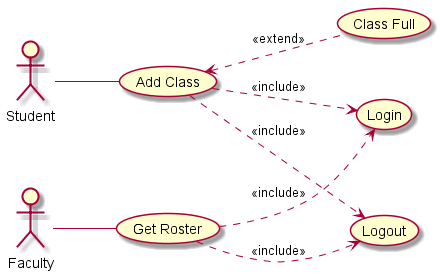 Class Full
«extend»
Add Class
Student
«include»
Login
«include»
«include»
Get Roster
Logout
«include»
Faculty